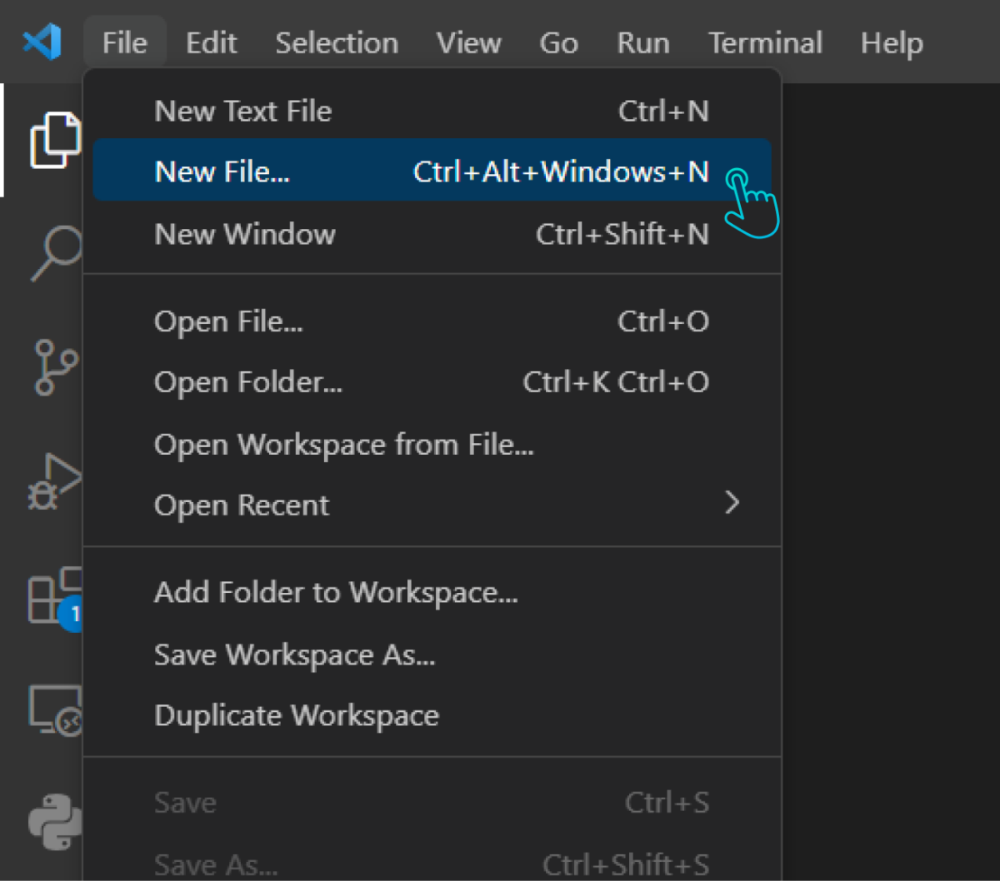 File Edit Selection View Go Run Terminal Help
New Text File Ctrl+N
New File... Ctrl+Alt+Windows+N
New Window Ctrl+Shift+N
Open File... Ctrl+O
Open Folder... Ctrl+K Ctrl+O
Open Workspace from File...
Open Recent
Add Folder to Workspace...
1
Save Workspace As...
Duplicate Workspace
Save Ctrl+S
Save As... Ctrl+Shift+S